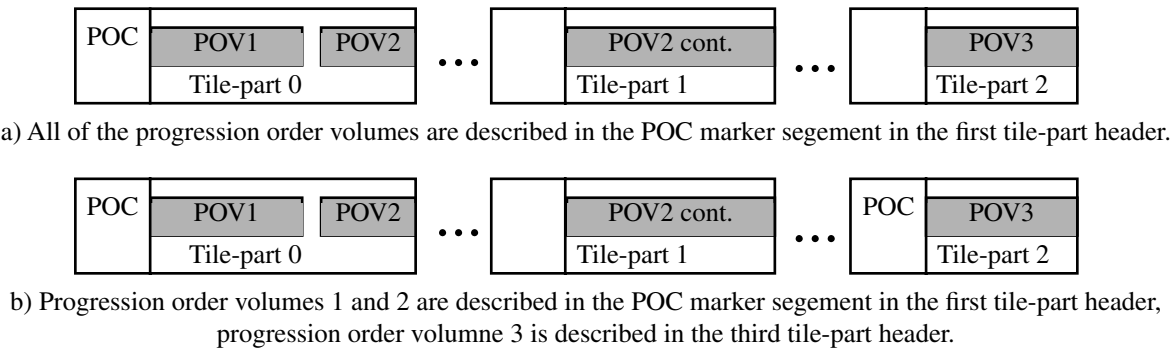 POC POV1 POV2 POV2 cont. POV3
Tile-part 0 Tile-part 1 Tile-part 2
a) All of the progression order volumes are described in the POC marker segement in the first tile-part header.
POC POV1 POV2 POV2 cont. POC POV3
Tile-part 0 Tile-part 1 Tile-part 2
b) Progression order volumes 1 and 2 are described in the POC marker segement in the first tile-part header,
progression order volumne 3 is described in the third tile-part header.